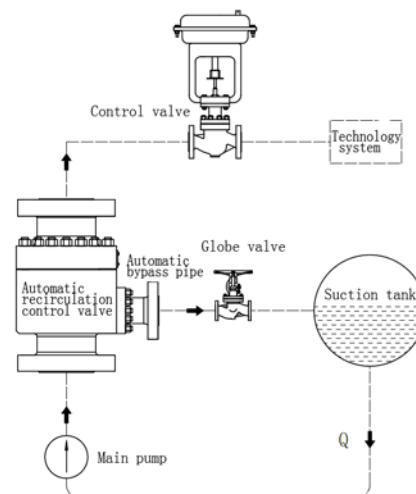 Control valve
Technology
system
Globe valve
Automatic
bypass pipe
Automatic
recirculation
control valve
Suction tank
Q
Main pump